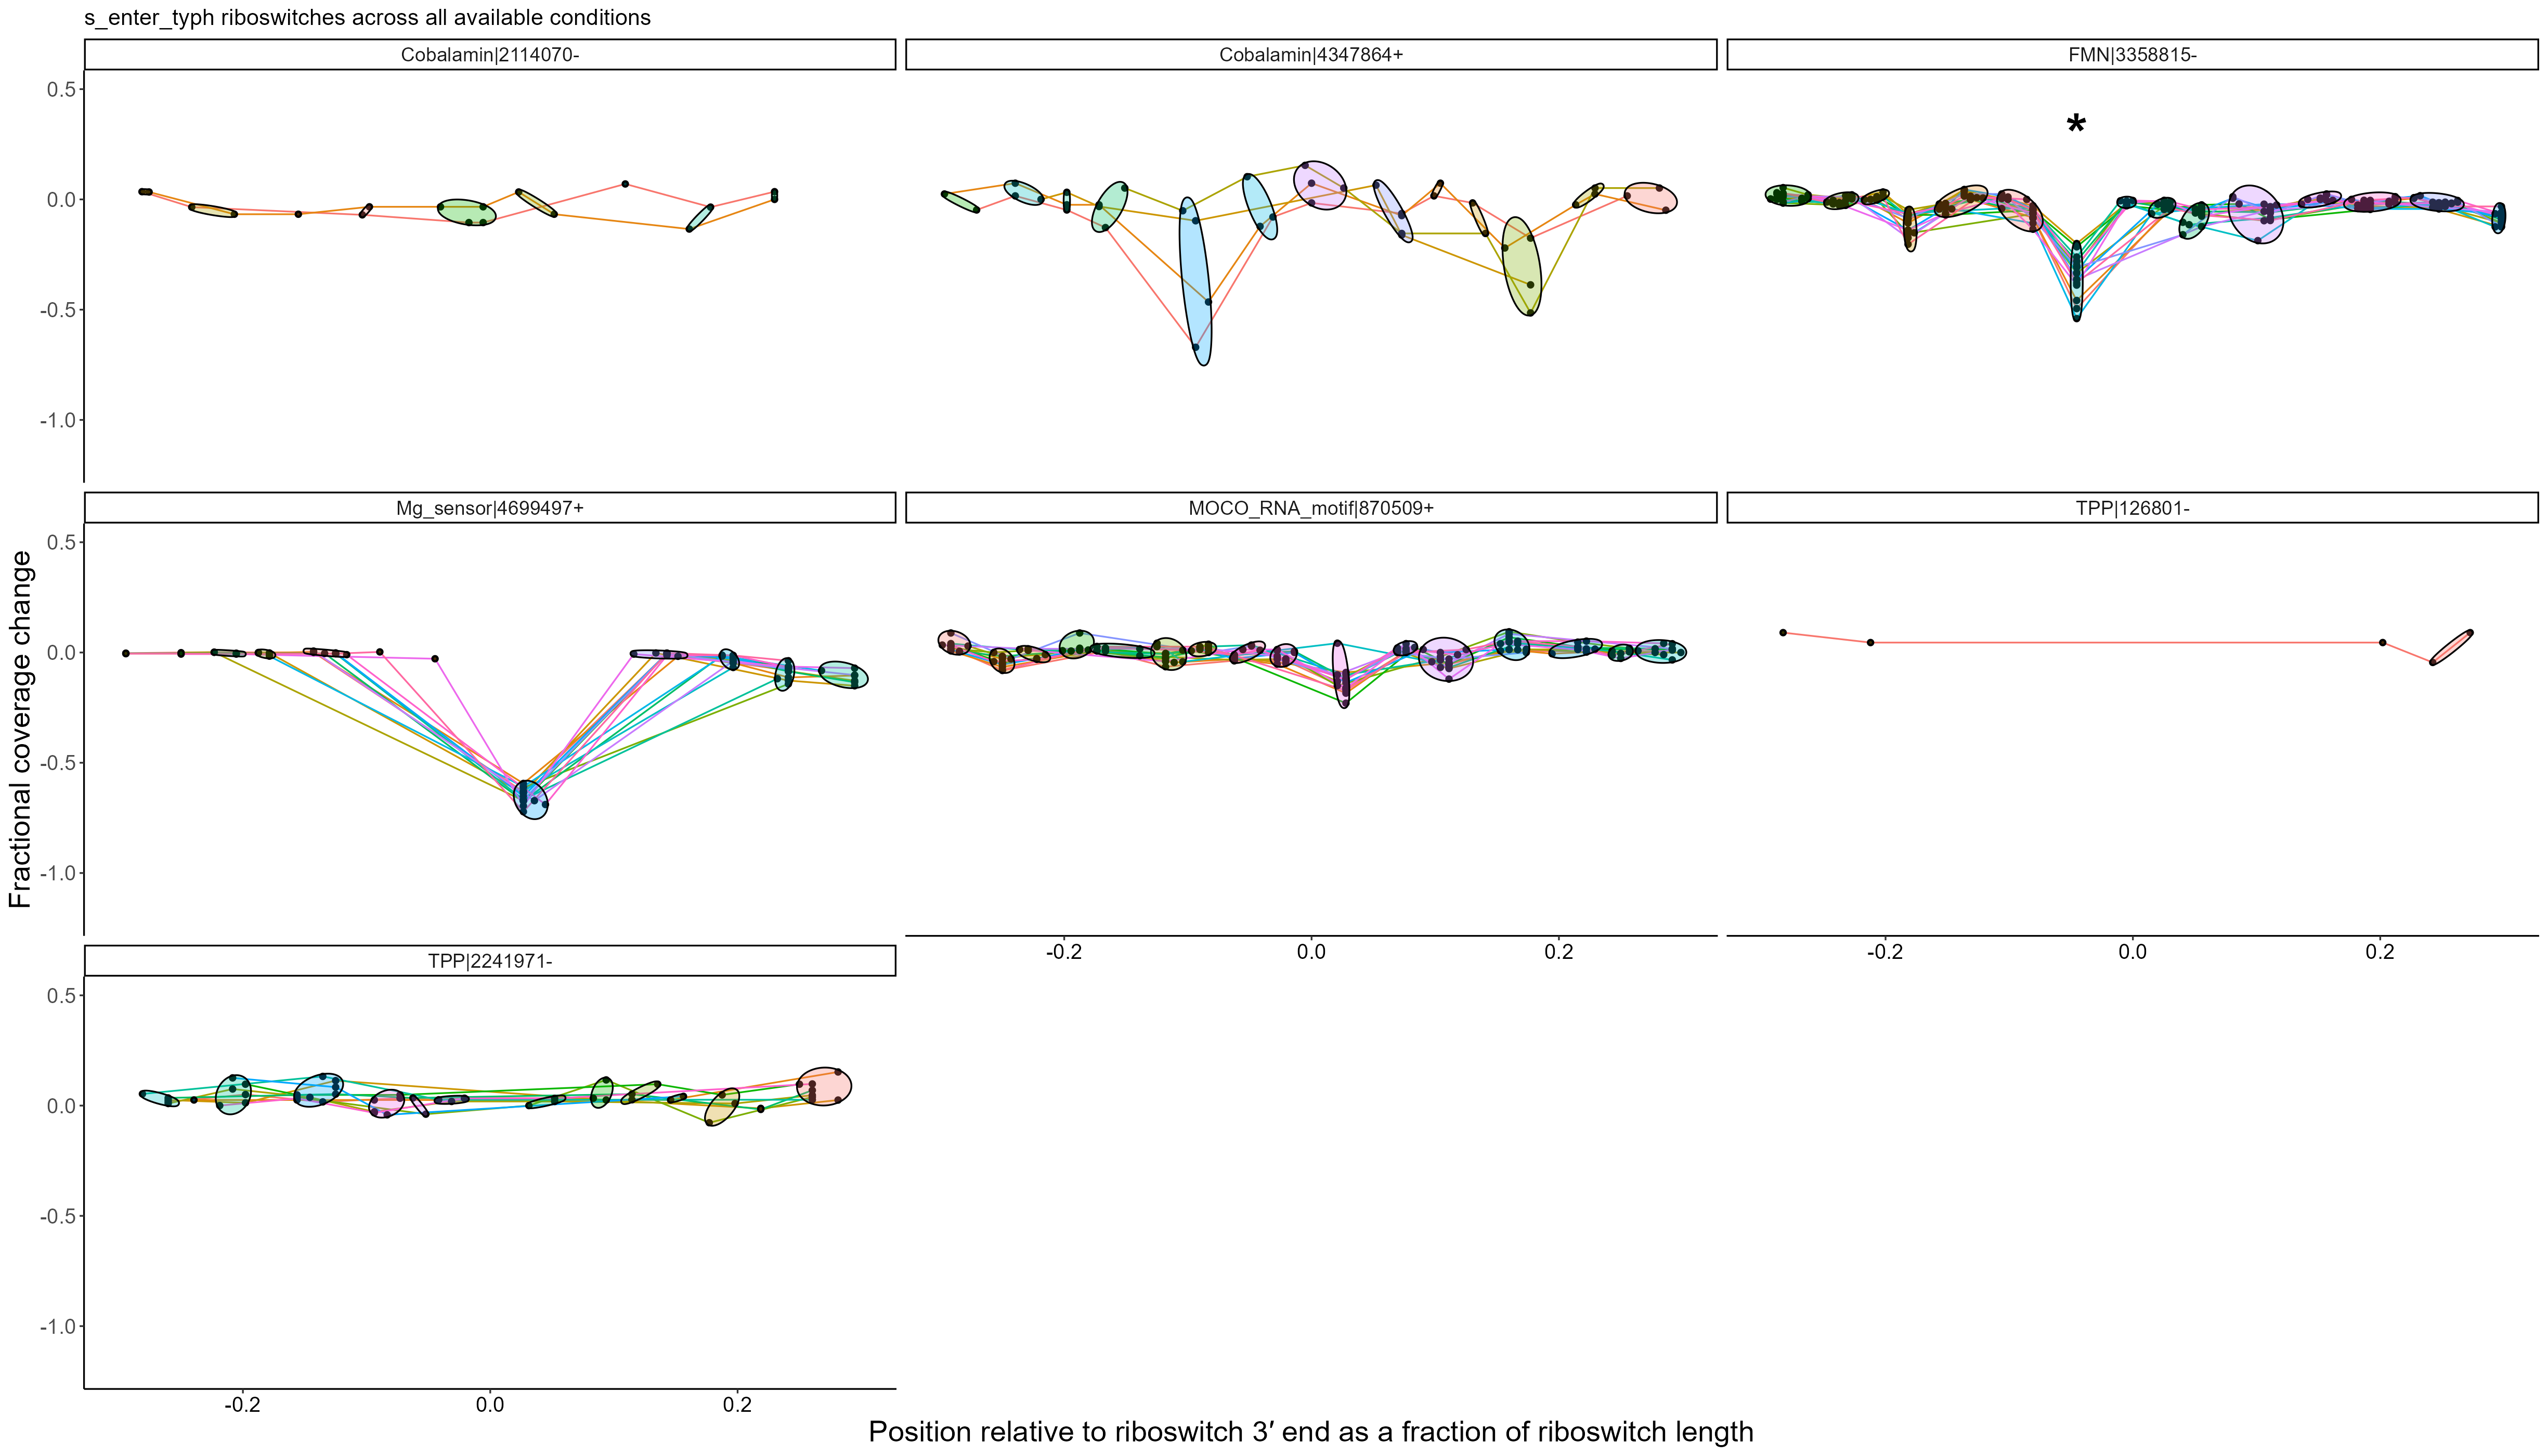 s_enter_typh riboswitches across all available conditions
Cobalamin|2114070-
Cobalamin|4347864+
FMN|3358815-
0.5
0.0
-0.5
-1.0
*
Mg_sensor|4699497+
MOCO_RNA_motif|870509+
TPP|126801-
0.5
0.0
-0.5
-1.0
-0.2 0.0 0.2
-0.2 0.0 0.2
TPP|2241971-
0.5
0.0
-0.5
-1.0
-0.2 0.0 0.2
Fractional coverage change
Position relative to riboswitch 3′ end as a fraction of riboswitch length